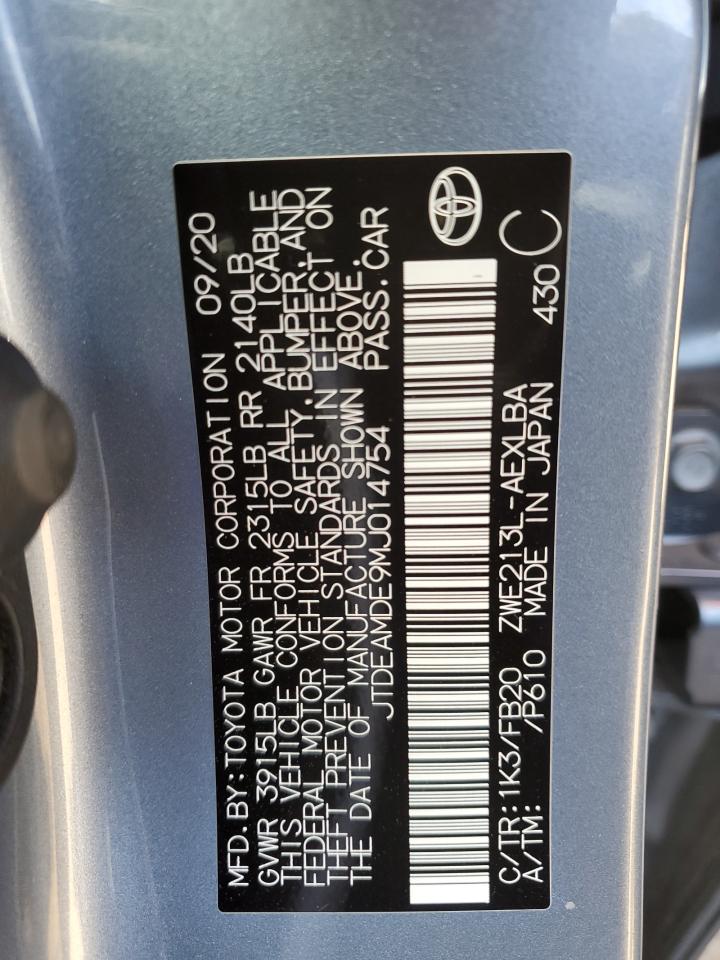 MFD. BY: TOYOTA MOTOR CORPORATION 09/20
GVWR 3915LB GAWR FR 2315LB RR 2140LB
THIS VEHICLE CONFORMS TO ALL APPLICABLE
FEDERAL MOTOR VEHICLE SAFETY, BUMPER, AND
THEFT PREVENTION STANDARDS IN EFFECT ON
THE DATE OF MANUFACTURE SHOWN ABOVE.
JTDEAMDE9MJ014754 PASS. CAR
C/TR: 1K3/FB20 ZWE213L-AEXLBA 430 C
A/TM: /P610 MADE IN JAPAN